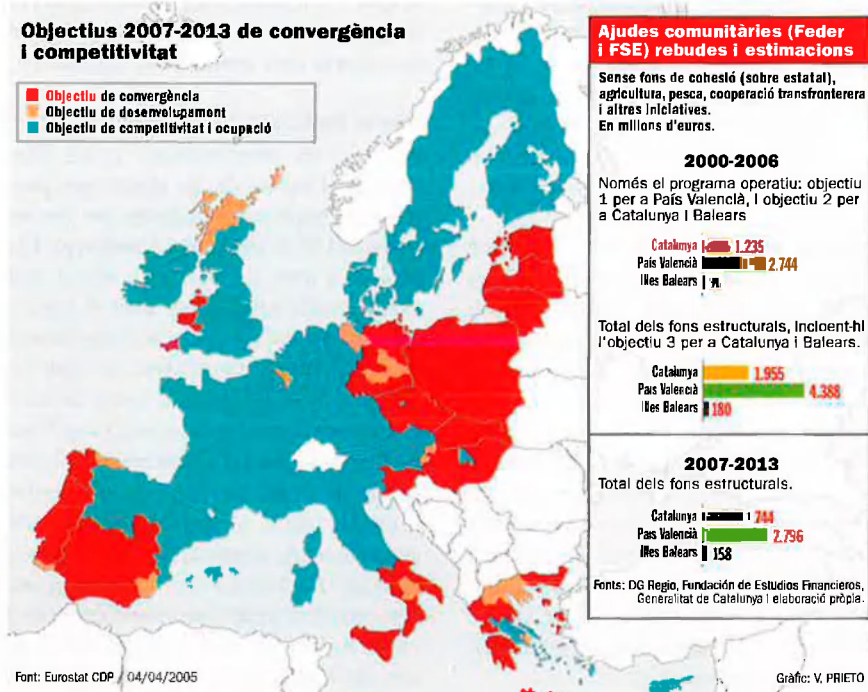 Objectius 2007-2013 de convergència
i competitivitat
Objectiu de convergència
Objectiu de desenvolupament
Objectiu de competitivitat i ocupació
Font: Eurostat CDP / 04/04/2005
Ajudes comunitàries (Feder
i FSE) rebudes i estimacions
Sense fons de cohesió (sobre estatal),
agricultura, pesca, cooperació transfronterera
i altres iniciatives.
En milions d'euros.
2000-2006
Només el programa operatiu: objectiu
1 per a País Valencià, i objectiu 2 per
a Catalunya i Balears
Catalunya 1.235
País Valencià 2.744
Illes Balears
Total dels fons estructurals, incloent-hi
l'objectiu 3 per a Catalunya i Balears.
Catalunya 1.955
País Valencià 4.388
Illes Balears 180
2007-2013
Total dels fons estructurals.
Catalunya 1 744
País Valencià 2.796
Illes Balears 158
Fonts: DG Regio, Fundación de Estudios Financieros,
Generalitat de Catalunya i elaboració pròpia.
Gràfic: V. PRIETO